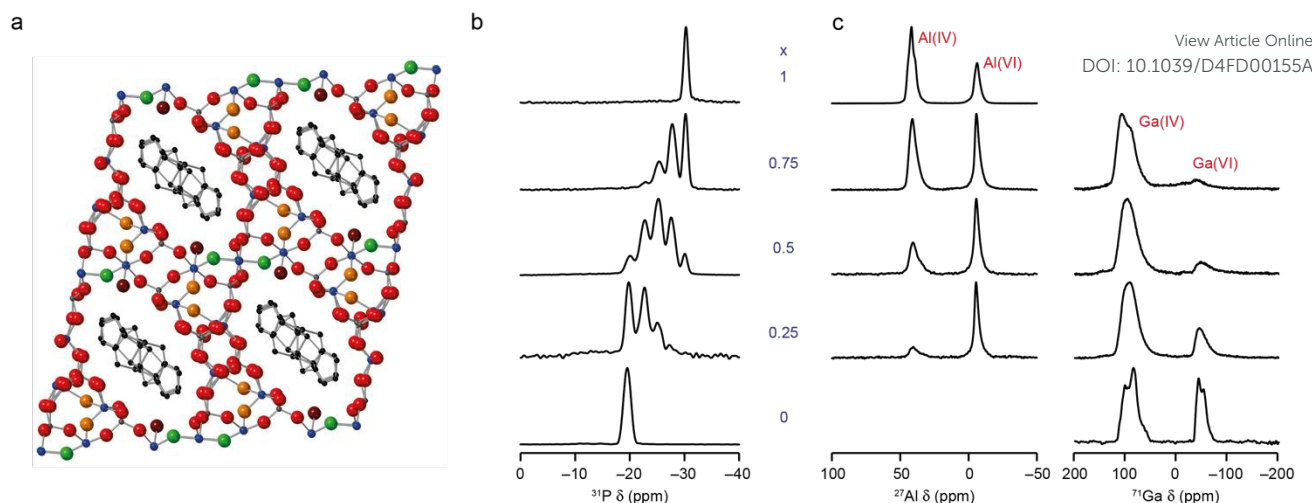 a
b
c
View Article Online
DOI: 10.1039/D4FD00155A
x
1
0.75
0.5
0.25
0
Al(IV)
Al(VI)
Ga(IV)
Ga(VI)
0 –10 –20 –30 –40
³¹P δ (ppm)
100 50 0 –50
²⁷Al δ (ppm)
200 100 0 –100 –200
⁷¹Ga δ (ppm)